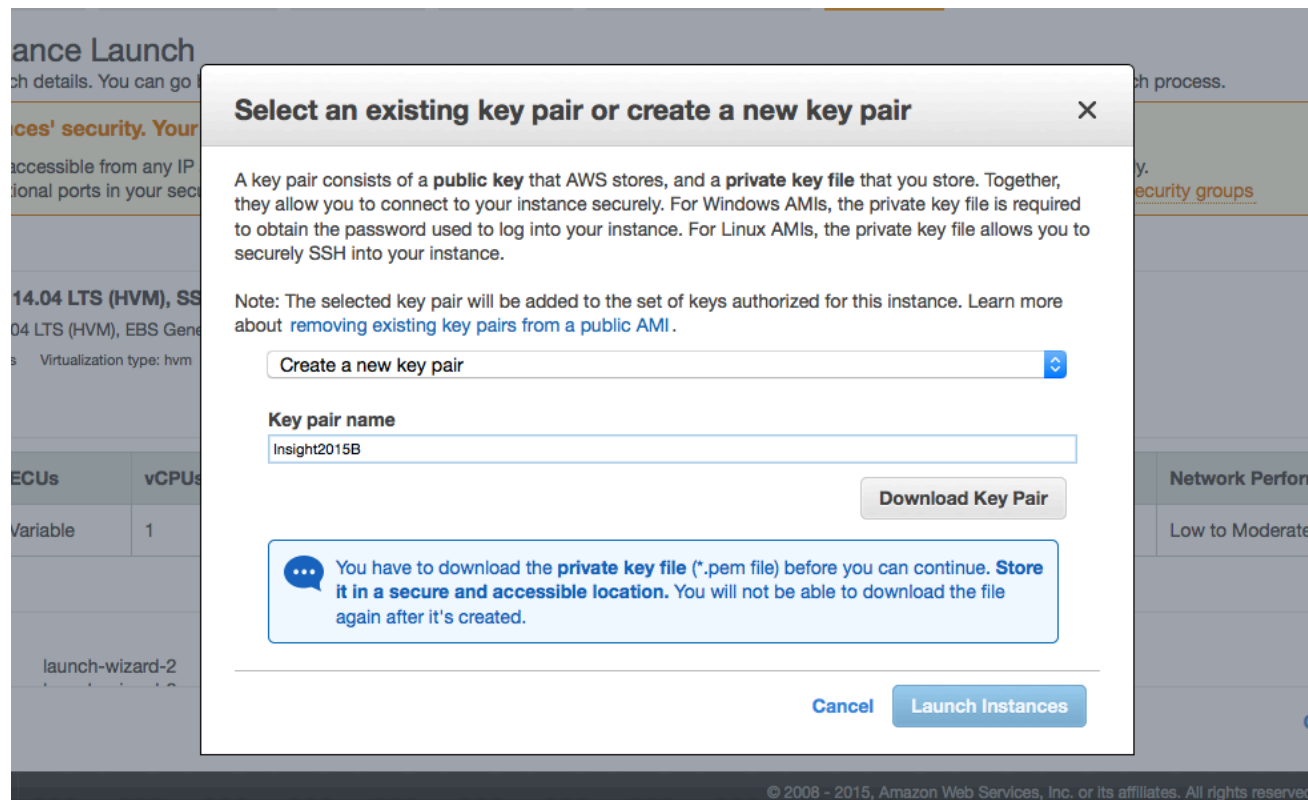 ance Launch
ch details. You can go
ch process.
ces' security. Your
accessible from any IP
y.
tional ports in your secu
ecurity groups
Select an existing key pair or create a new key pair
A key pair consists of a public key that AWS stores, and a private key file that you store. Together,
they allow you to connect to your instance securely. For Windows AMIs, the private key file is required
to obtain the password used to log into your instance. For Linux AMIs, the private key file allows you to
securely SSH into your instance.
Note: The selected key pair will be added to the set of keys authorized for this instance. Learn more
about removing existing key pairs from a public AMI.
Create a new key pair
Key pair name
Insight2015B
Download Key Pair
You have to download the private key file (*.pem file) before you can continue. Store
it in a secure and accessible location. You will not be able to download the file
again after it's created.
Cancel Launch Instances
14.04 LTS (HVM), SS
04 LTS (HVM), EBS Gene
s Virtualization type: hvm
ECUs vCPUs Network Perfor
Variable 1 Low to Moderate
launch-wizard-2
© 2008 - 2015, Amazon Web Services, Inc. or its affiliates. All rights reserved